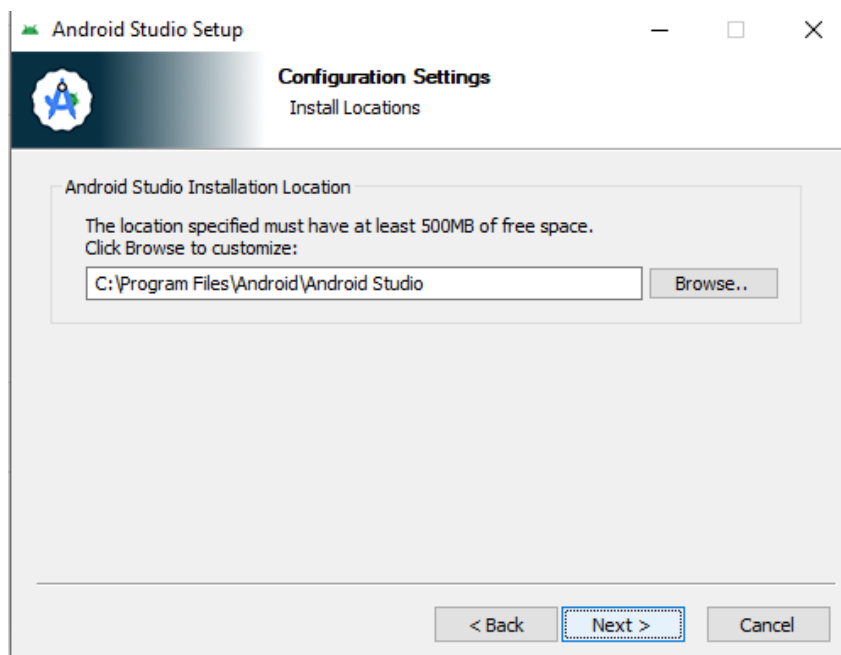 Android Studio Setup
Configuration Settings
Install Locations
Android Studio Installation Location
The location specified must have at least 500MB of free space.
Click Browse to customize:
C:\Program Files\Android\Android Studio
Browse..
< Back
Next >
Cancel